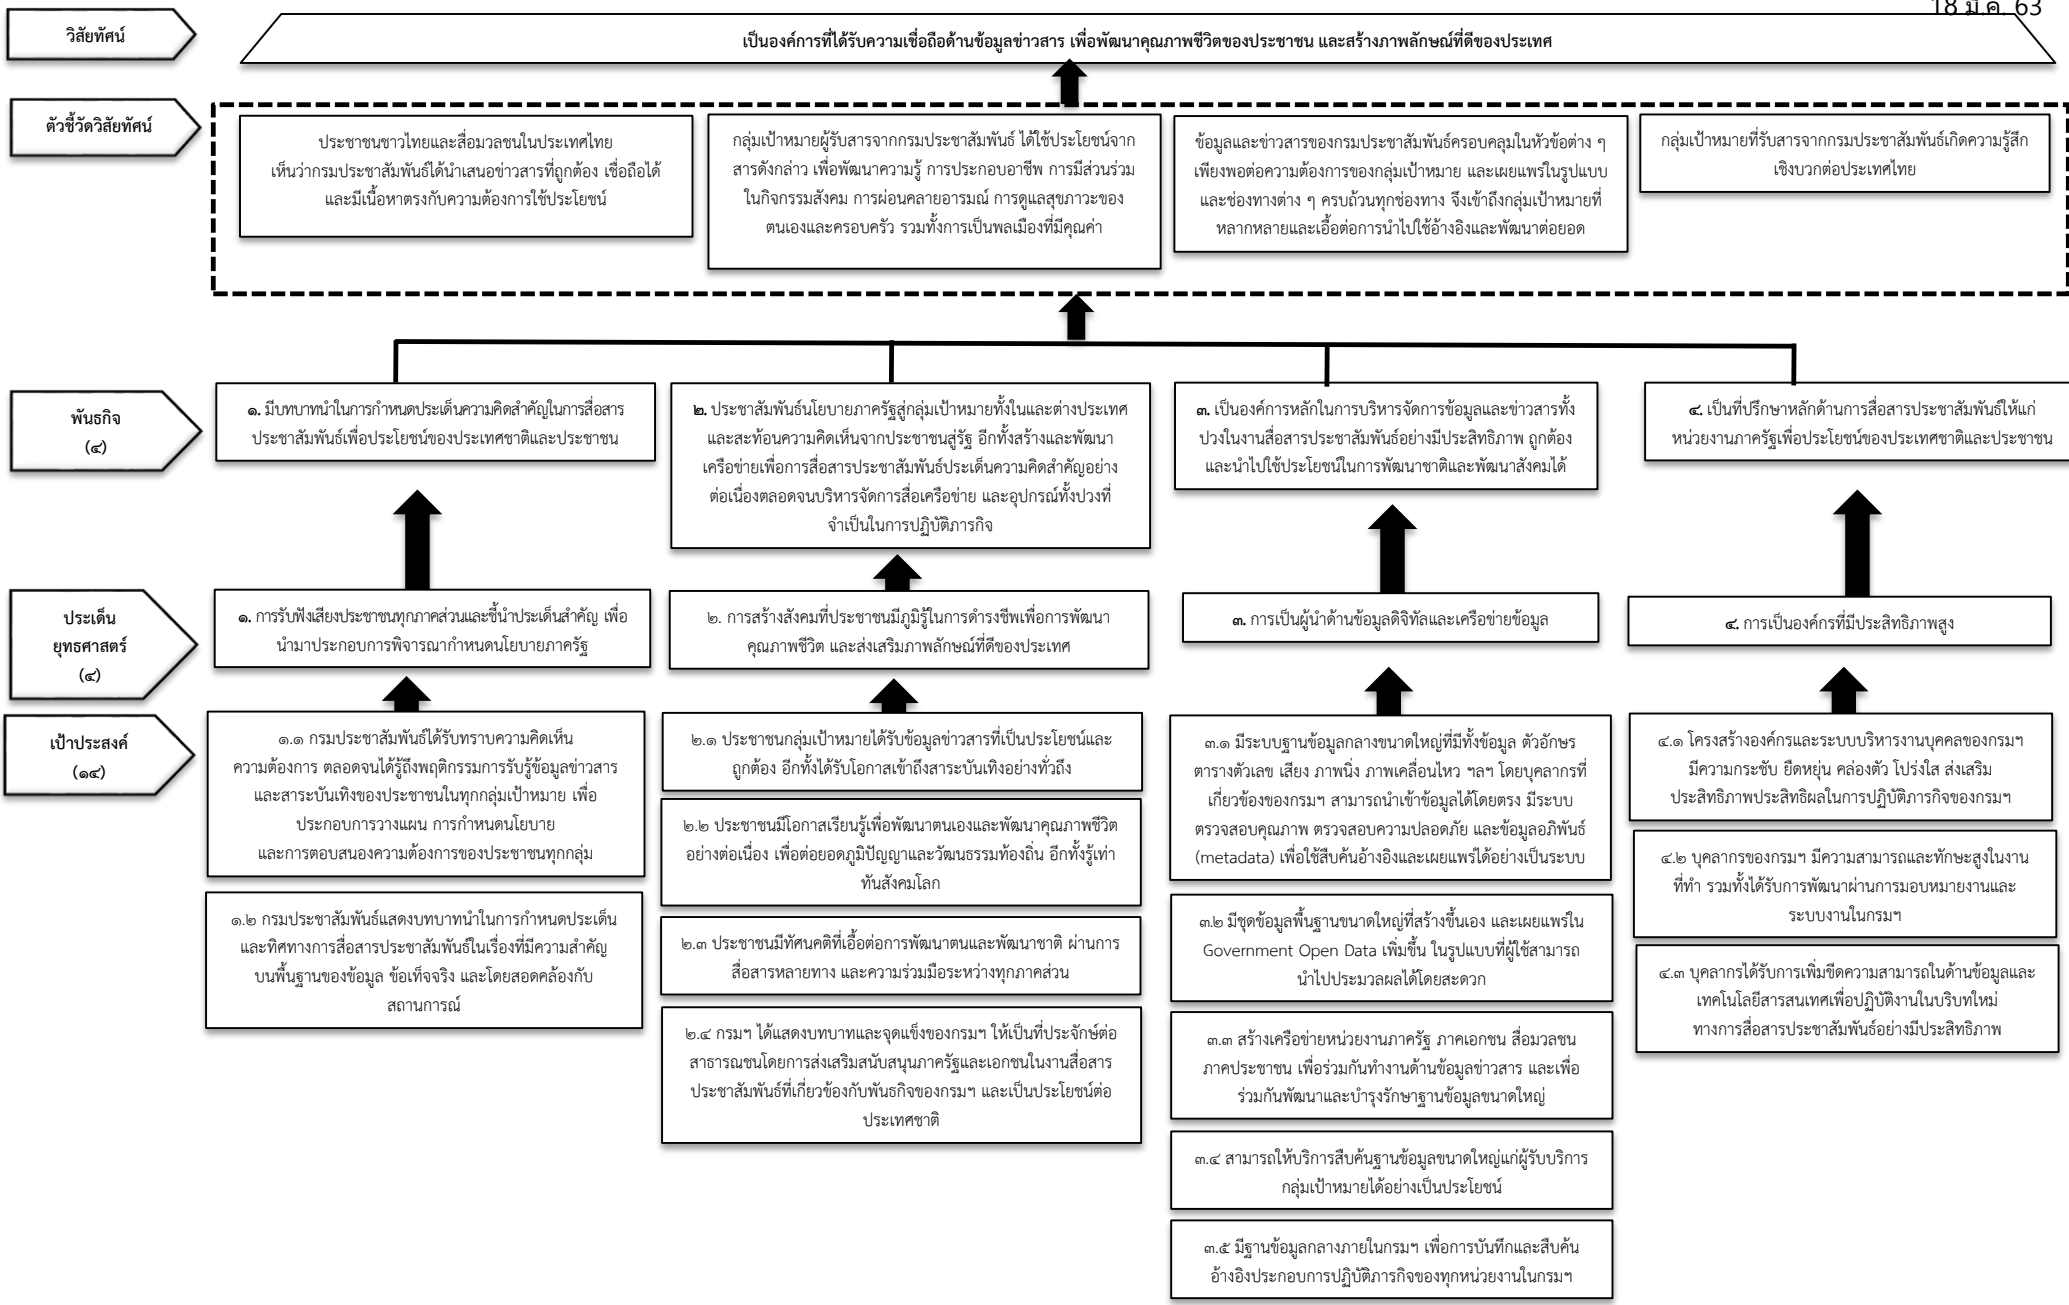 18 มี.ค. 63
วิสัยทัศน์
เป็นองค์การที่ได้รับความเชื่อถือด้านข้อมูลข่าวสาร เพื่อพัฒนาคุณภาพชีวิตของประชาชน และสร้างภาพลักษณ์ที่ดีของประเทศ
ตัวชี้วัดวิสัยทัศน์
ประชาชนชาวไทยและสื่อมวลชนในประเทศไทย
เห็นว่ากรมประชาสัมพันธ์ได้นำเสนอข่าวสารที่ถูกต้อง เชื่อถือได้
และมีเนื้อหาตรงกับความต้องการใช้ประโยชน์
กลุ่มเป้าหมายผู้รับสารจากกรมประชาสัมพันธ์ ได้ใช้ประโยชน์จาก
สารดังกล่าว เพื่อพัฒนาความรู้ การประกอบอาชีพ การมีส่วนร่วม
ในกิจกรรมสังคม การผ่อนคลายอารมณ์ การดูแลสุขภาวะของ
ตนเองและครอบครัว รวมทั้งการเป็นพลเมืองที่มีคุณค่า
ข้อมูลและข่าวสารของกรมประชาสัมพันธ์ครอบคลุมในหัวข้อต่าง ๆ
เพียงพอต่อความต้องการของกลุ่มเป้าหมาย และเผยแพร่ในรูปแบบ
และช่องทางต่าง ๆ ครบถ้วนทุกช่องทาง จึงเข้าถึงกลุ่มเป้าหมายที่
หลากหลายและเอื้อต่อการนำไปใช้อ้างอิงและพัฒนาต่อยอด
กลุ่มเป้าหมายที่รับสารจากกรมประชาสัมพันธ์เกิดความรู้สึก
เชิงบวกต่อประเทศไทย
พันธกิจ
(๔)
๑. มีบทบาทนำในการกำหนดประเด็นความคิดสำคัญในการสื่อสาร
ประชาสัมพันธ์เพื่อประโยชน์ของประเทศชาติและประชาชน
๒. ประชาสัมพันธ์นโยบายภาครัฐสู่กลุ่มเป้าหมายทั้งในและต่างประเทศ
และสะท้อนความคิดเห็นจากประชาชนสู่รัฐ อีกทั้งสร้างและพัฒนา
เครือข่ายเพื่อการสื่อสารประชาสัมพันธ์ประเด็นความคิดสำคัญอย่าง
ต่อเนื่องตลอดจนบริหารจัดการสื่อเครือข่าย และอุปกรณ์ทั้งปวงที่
จำเป็นในการปฏิบัติภารกิจ
๓. เป็นองค์การหลักในการบริหารจัดการข้อมูลและข่าวสารทั้ง
ปวงในงานสื่อสารประชาสัมพันธ์อย่างมีประสิทธิภาพ ถูกต้อง
และนำไปใช้ประโยชน์ในการพัฒนาชาติและพัฒนาสังคมได้
๔. เป็นที่ปรึกษาหลักด้านการสื่อสารประชาสัมพันธ์ให้แก่
หน่วยงานภาครัฐเพื่อประโยชน์ของประเทศชาติและประชาชน
ประเด็น
ยุทธศาสตร์
(๔)
๑. การรับฟังเสียงประชาชนทุกภาคส่วนและชี้นำประเด็นสำคัญ เพื่อ
นำมาประกอบการพิจารณากำหนดนโยบายภาครัฐ
๒. การสร้างสังคมที่ประชาชนมีภูมิรู้ในการดำรงชีพเพื่อการพัฒนา
คุณภาพชีวิต และส่งเสริมภาพลักษณ์ที่ดีของประเทศ
๓. การเป็นผู้นำด้านข้อมูลดิจิทัลและเครือข่ายข้อมูล
๔. การเป็นองค์กรที่มีประสิทธิภาพสูง
เป้าประสงค์
(๑๔)
๑.๑ กรมประชาสัมพันธ์ได้รับทราบความคิดเห็น
ความต้องการ ตลอดจนได้รู้ถึงพฤติกรรมการรับรู้ข้อมูลข่าวสาร
และสาระบันเทิงของประชาชนในทุกกลุ่มเป้าหมาย เพื่อ
ประกอบการวางแผน การกำหนดนโยบาย
และการตอบสนองความต้องการของประชาชนทุกกลุ่ม
๑.๒ กรมประชาสัมพันธ์แสดงบทบาทนำในการกำหนดประเด็น
และทิศทางการสื่อสารประชาสัมพันธ์ในเรื่องที่มีความสำคัญ
บนพื้นฐานของข้อมูล ข้อเท็จจริง และโดยสอดคล้องกับ
สถานการณ์
๒.๑ ประชาชนกลุ่มเป้าหมายได้รับข้อมูลข่าวสารที่เป็นประโยชน์และ
ถูกต้อง อีกทั้งได้รับโอกาสเข้าถึงสาระบันเทิงอย่างทั่วถึง
๒.๒ ประชาชนมีโอกาสเรียนรู้เพื่อพัฒนาตนเองและพัฒนาคุณภาพชีวิต
อย่างต่อเนื่อง เพื่อต่อยอดภูมิปัญญาและวัฒนธรรมท้องถิ่น อีกทั้งรู้เท่า
ทันสังคมโลก
๒.๓ ประชาชนมีทัศนคติที่เอื้อต่อการพัฒนาตนและพัฒนาชาติ ผ่านการ
สื่อสารหลายทาง และความร่วมมือระหว่างทุกภาคส่วน
๒.๔ กรมฯ ได้แสดงบทบาทและจุดแข็งของกรมฯ ให้เป็นที่ประจักษ์ต่อ
สาธารณชนโดยการส่งเสริมสนับสนุนภาครัฐและเอกชนในงานสื่อสาร
ประชาสัมพันธ์ที่เกี่ยวข้องกับพันธกิจของกรมฯ และเป็นประโยชน์ต่อ
ประเทศชาติ
๓.๑ มีระบบฐานข้อมูลกลางขนาดใหญ่ที่มีทั้งข้อมูล ตัวอักษร
ตารางตัวเลข เสียง ภาพนิ่ง ภาพเคลื่อนไหว ฯลฯ โดยบุคลากรที่
เกี่ยวข้องของกรมฯ สามารถนำเข้าข้อมูลได้โดยตรง มีระบบ
ตรวจสอบคุณภาพ ตรวจสอบความปลอดภัย และข้อมูลอภิพันธ์
(metadata) เพื่อใช้สืบค้นอ้างอิงและเผยแพร่ได้อย่างเป็นระบบ
๓.๒ มีชุดข้อมูลพื้นฐานขนาดใหญ่ที่สร้างขึ้นเอง และเผยแพร่ใน
Government Open Data เพิ่มขึ้น ในรูปแบบที่ผู้ใช้สามารถ
นำไปประมวลผลได้โดยสะดวก
๓.๓ สร้างเครือข่ายหน่วยงานภาครัฐ ภาคเอกชน สื่อมวลชน
ภาคประชาชน เพื่อร่วมกันทำงานด้านข้อมูลข่าวสาร และเพื่อ
ร่วมกันพัฒนาและบำรุงรักษาฐานข้อมูลขนาดใหญ่
๓.๔ สามารถให้บริการสืบค้นฐานข้อมูลขนาดใหญ่แก่ผู้รับบริการ
กลุ่มเป้าหมายได้อย่างเป็นประโยชน์
๓.๕ มีฐานข้อมูลกลางภายในกรมฯ เพื่อการบันทึกและสืบค้น
อ้างอิงประกอบการปฏิบัติภารกิจของทุกหน่วยงานในกรมฯ
๔.๑ โครงสร้างองค์กรและระบบบริหารงานบุคคลของกรมฯ
มีความกระชับ ยืดหยุ่น คล่องตัว โปร่งใส ส่งเสริม
ประสิทธิภาพประสิทธิผลในการปฏิบัติภารกิจของกรมฯ
๔.๒ บุคลากรของกรมฯ มีความสามารถและทักษะสูงในงาน
ที่ทำ รวมทั้งได้รับการพัฒนาผ่านการมอบหมายงานและ
ระบบงานในกรมฯ
๔.๓ บุคลากรได้รับการเพิ่มขีดความสามารถในด้านข้อมูลและ
เทคโนโลยีสารสนเทศเพื่อปฏิบัติงานในบริบทใหม่
ทางการสื่อสารประชาสัมพันธ์อย่างมีประสิทธิภาพ